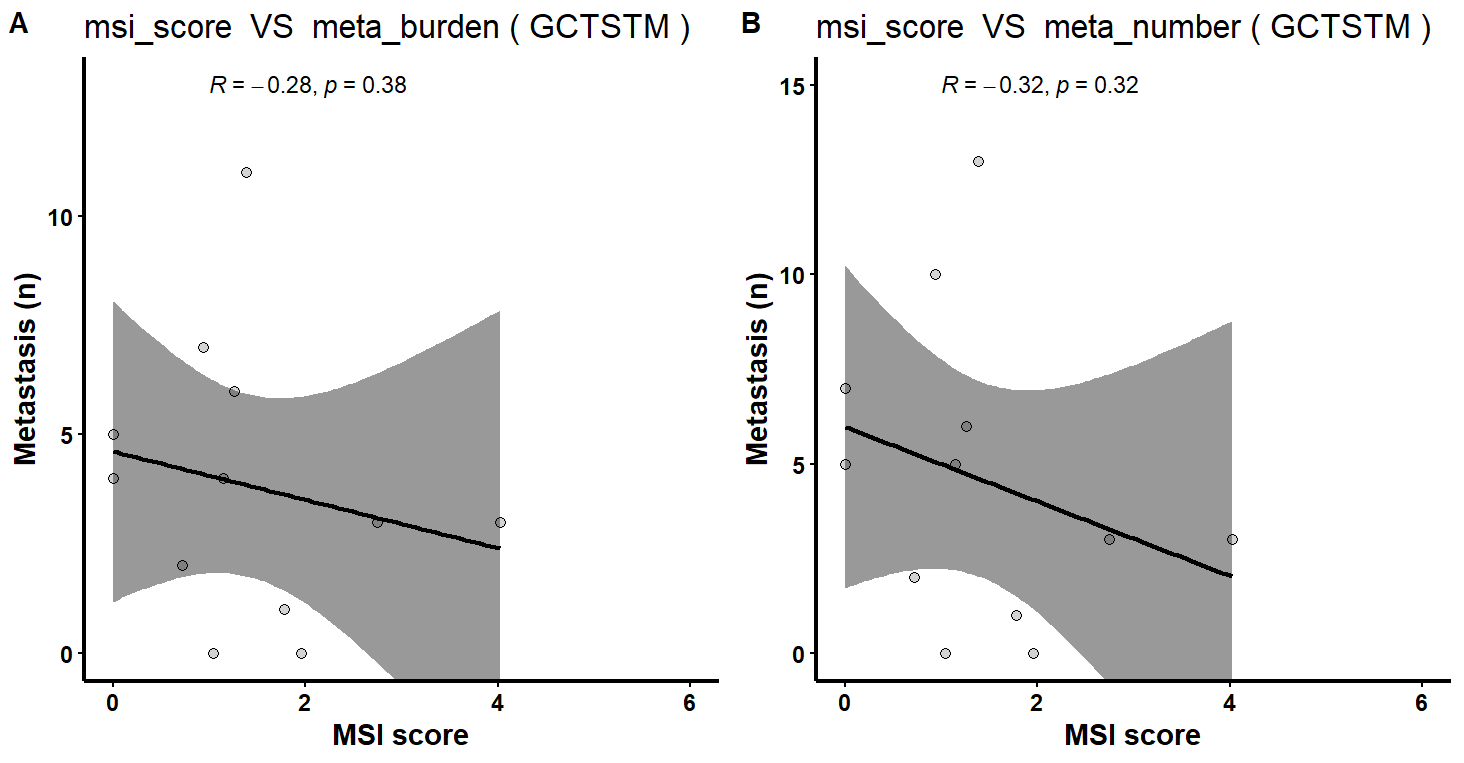 A
msi_score VS meta_burden ( GCTSTM )
R = −0.28, p = 0.38
Metastasis (n)
10
5
0
0 2 4 6
MSI score
B
msi_score VS meta_number ( GCTSTM )
R = −0.32, p = 0.32
Metastasis (n)
15
10
5
0
0 2 4 6
MSI score